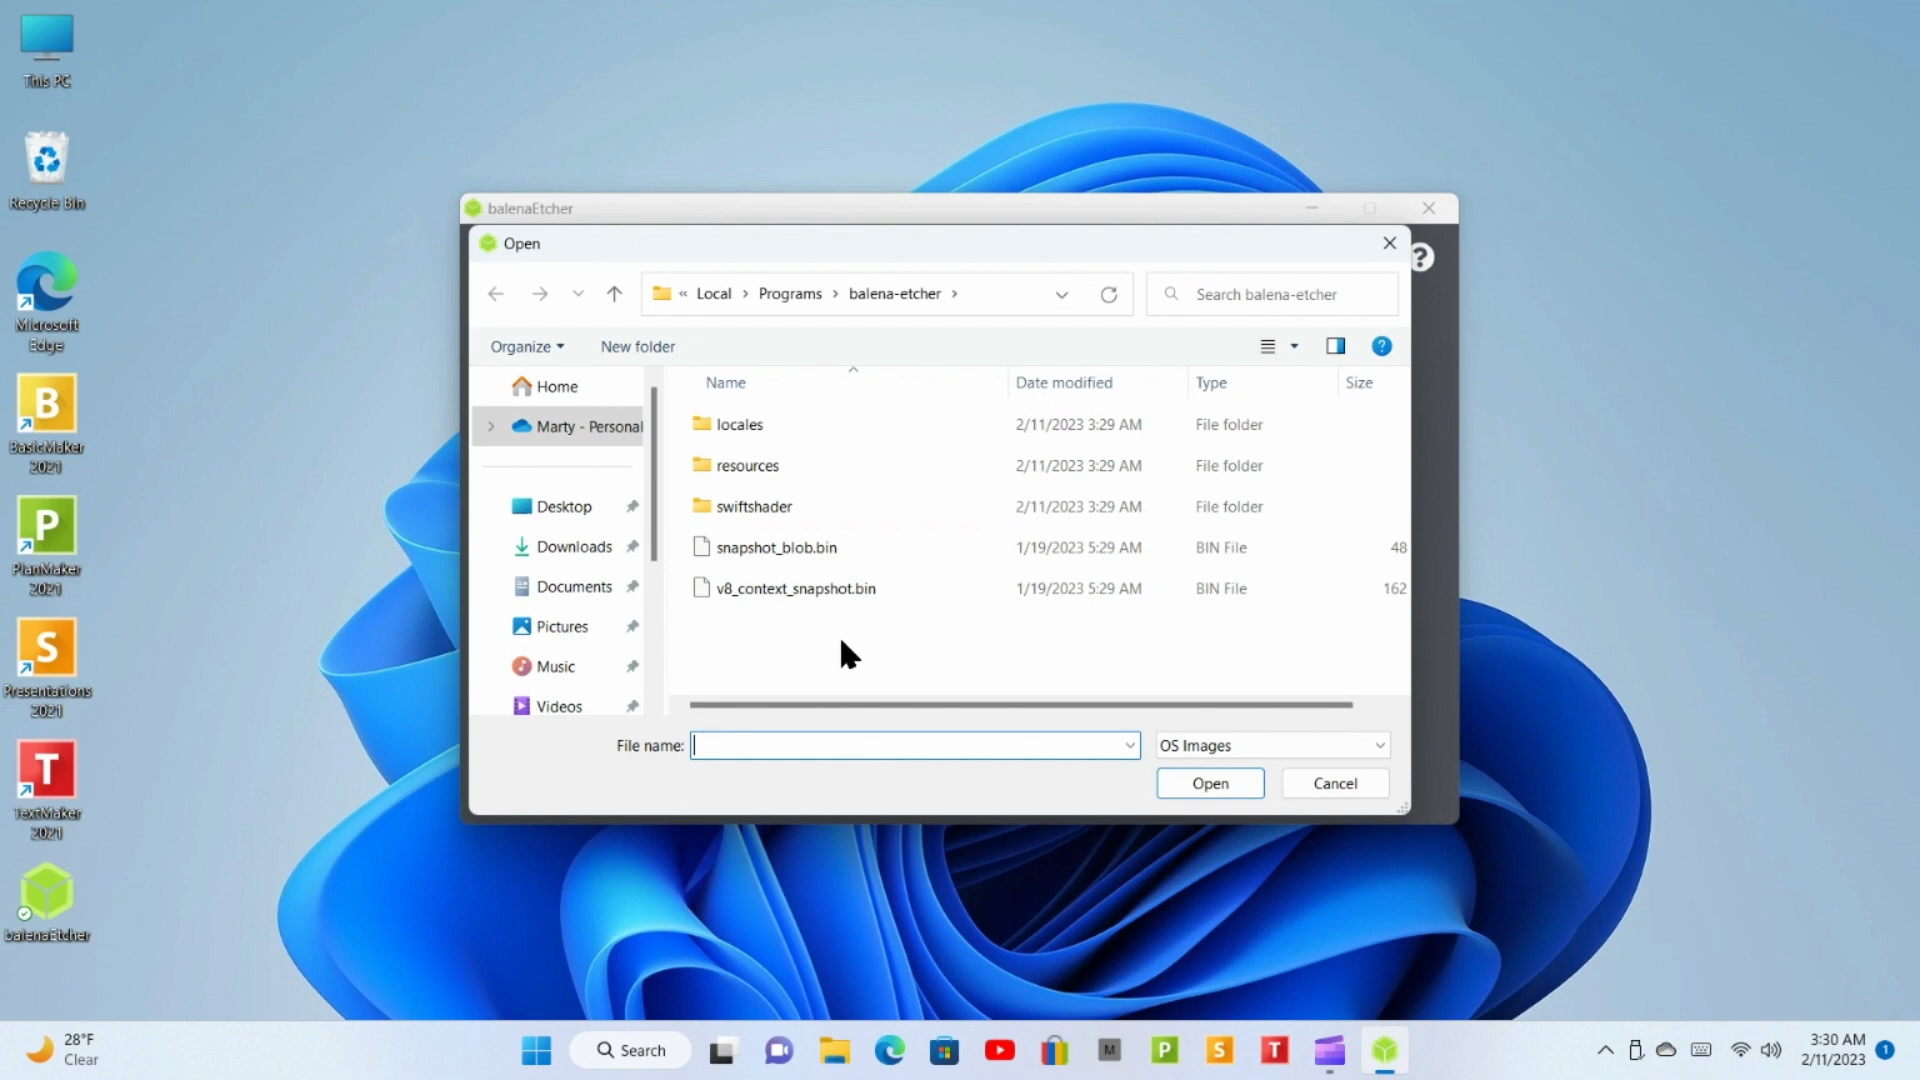 This PC
Recycle Bin
Microsoft
Edge
B
BasicMaker
2021
P
PlanMaker
2021
S
Presentations
2021
T
TextMaker
2021
balenaEtcher
balenaEtcher
Open
« Local › Programs › balena-etcher ›
Search balena-etcher
Organize
New folder
Home
Marty - Personal
Desktop
Downloads
Documents
Pictures
Music
Videos
Name Date modified Type Size
locales 2/11/2023 3:29 AM File folder
resources 2/11/2023 3:29 AM File folder
swiftshader 2/11/2023 3:29 AM File folder
snapshot_blob.bin 1/19/2023 5:29 AM BIN File 48
v8_context_snapshot.bin 1/19/2023 5:29 AM BIN File 162
File name:
OS Images
Open
Cancel
28°F
Clear
Search
M
P
S
T
3:30 AM
2/11/2023
1